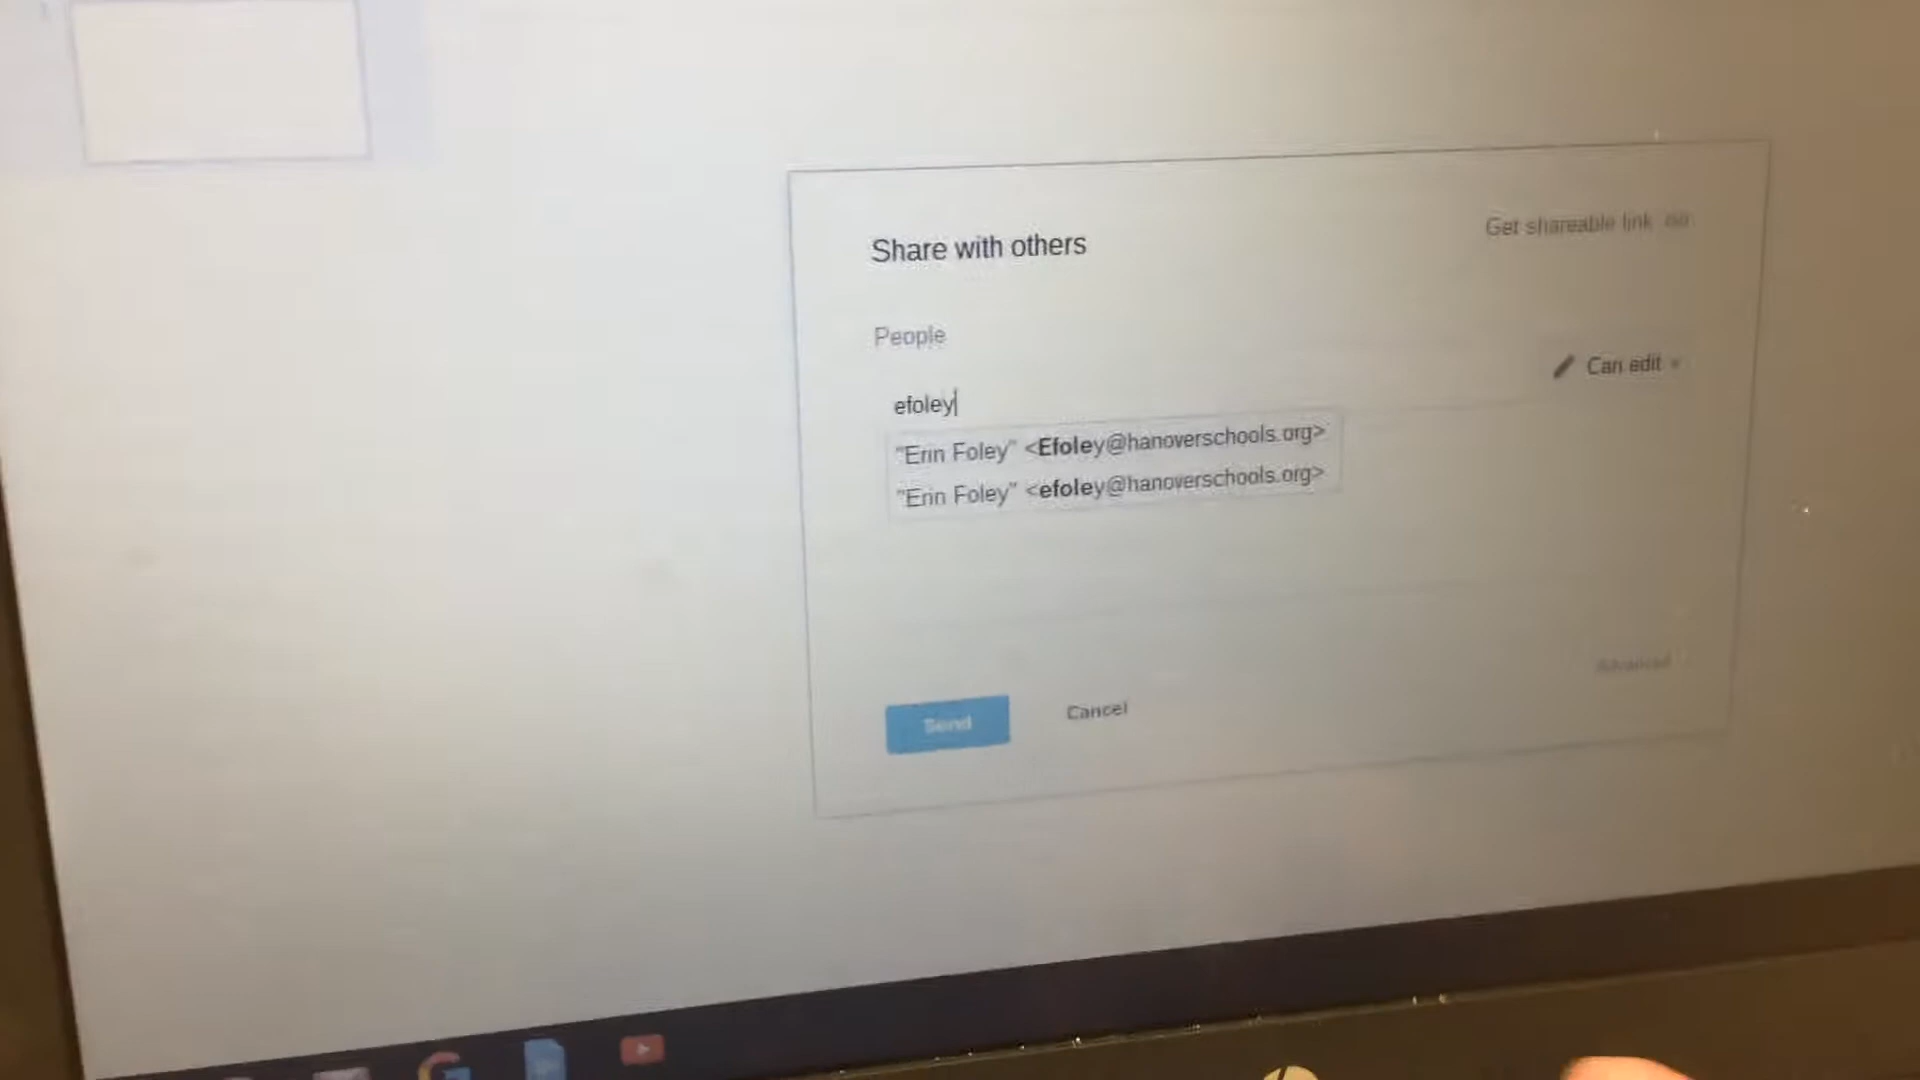 Share with others
Get shareable link
People
Can edit
efoley
"Erin Foley" <Efoley@hanoverschools.org>
"Erin Foley" <efoley@hanoverschools.org>
Advanced
Send
Cancel